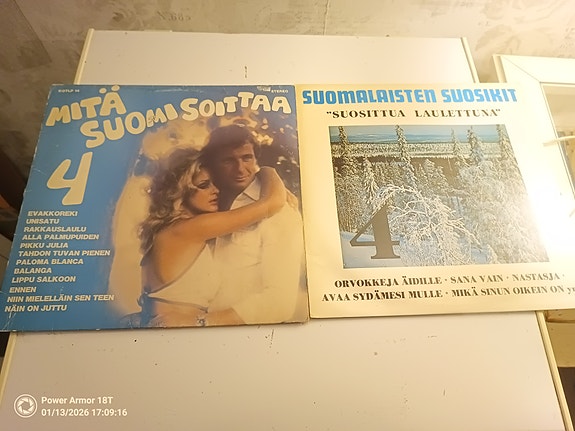 STEREO
MITÄ
SUOMI SOITTAA
4
EVAKKOREKI
UNISATU
RAKKAUSLAULU
ALLA PALMUPUIDEN
PIKKU JULIA
TAHDON TUVAN PIENEN
PALOMA BLANCA
BALANGA
LIPPU SALKOON
ENNEN
NIIN MIELELLÄIN SEN TEEN
NÄIN ON JUTTU
SUOMALAISTEN SUOSIKIT
"SUOSITTUA LAULETTUNA"
4
ORVOKKEJA ÄIDILLE · SANA VAIN · NASTASJA ·
AVAA SYDÄMESI MULLE · MIKÄ SINUN OIKEIN ON
Power Armor 18T
01/13/2026 17:09:16